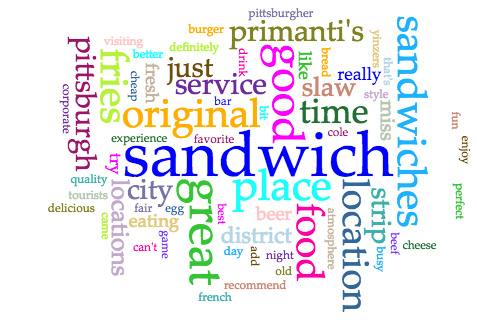 pittsburgher
burger
primanti's
sandwiches
yinzers
pittsburgh
visiting
better
definitely
fries
just
drink
good
like
bread
really
that's
corporate
cheap
fresh
service
slaw
style
miss
original
bar
bit
time
fun
experience
favorite
cole
enjoy
sandwich
try
quality
tourists
locations
city
great
place
location
strip
perfect
delicious
came
fair
egg
eating
game
can't
best
beer
food
atmosphere
district
day
add
night
old
beef
busy
cheese
recommend
french